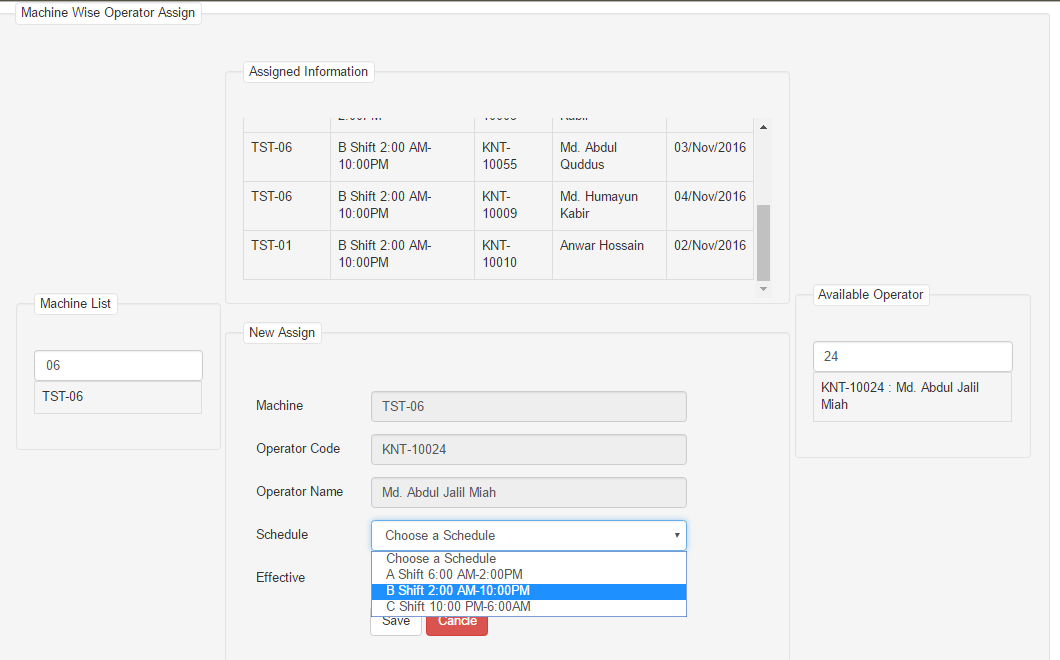 Machine Wise Operator Assign
Assigned Information
TST-06 B Shift 2:00 AM- KNT- Md. Abdul 03/Nov/2016
10:00PM 10055 Quddus
TST-06 B Shift 2:00 AM- KNT- Md. Humayun 04/Nov/2016
10:00PM 10009 Kabir
TST-01 B Shift 2:00 AM- KNT- Anwar Hossain 02/Nov/2016
10:00PM 10010
Machine List
06
TST-06
New Assign
Machine TST-06
Operator Code KNT-10024
Operator Name Md. Abdul Jalil Miah
Schedule Choose a Schedule
Choose a Schedule
A Shift 6:00 AM-2:00PM
B Shift 2:00 AM-10:00PM
C Shift 10:00 PM-6:00AM
Effective
Save Cancle
Available Operator
24
KNT-10024 : Md. Abdul Jalil
Miah